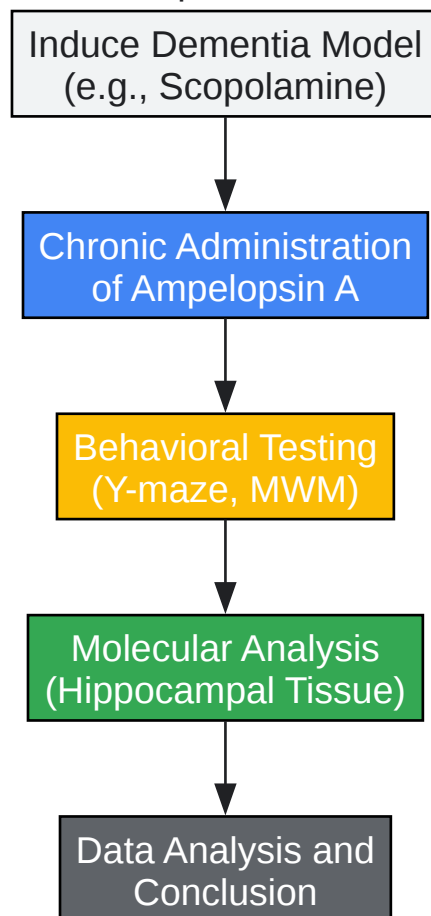 Induce Dementia Model
(e.g., Scopolamine)
Chronic Administration
of Ampelopsin A
Behavioral Testing
(Y-maze, MWM)
Molecular Analysis
(Hippocampal Tissue)
Data Analysis and
Conclusion